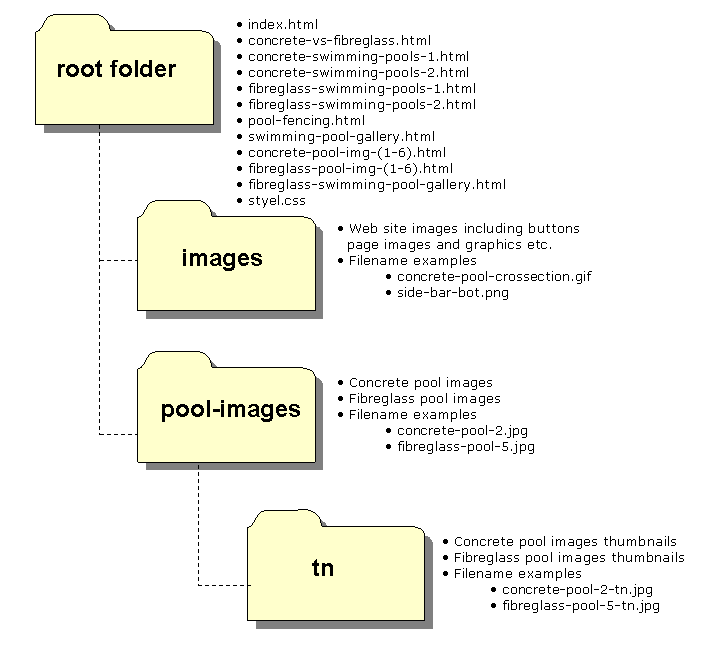 root folder
• index.html
• concrete-vs-fibreglass.html
• concrete-swimming-pools-1.html
• concrete-swimming-pools-2.html
• fibreglass-swimming-pools-1.html
• fibreglass-swimming-pools-2.html
• pool-fencing.html
• swimming-pool-gallery.html
• concrete-pool-img-(1-6).html
• fibreglass-pool-img-(1-6).html
• fibreglass-swimming-pool-gallery.html
• styel.css
images
• Web site images including buttons
page images and graphics etc.
• Filename examples
• concrete-pool-crossection.gif
• side-bar-bot.png
pool-images
• Concrete pool images
• Fibreglass pool images
• Filename examples
• concrete-pool-2.jpg
• fibreglass-pool-5.jpg
tn
• Concrete pool images thumbnails
• Fibreglass pool images thumbnails
• Filename examples
• concrete-pool-2-tn.jpg
• fibreglass-pool-5-tn.jpg